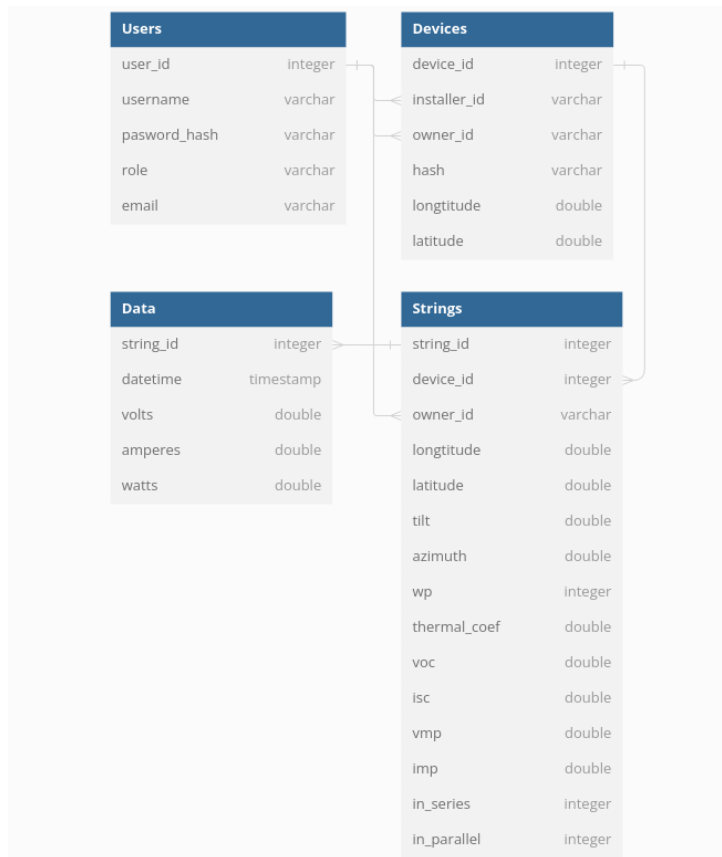 Users
user_id integer
username varchar
pasword_hash varchar
role varchar
email varchar
Devices
device_id integer
installer_id varchar
owner_id varchar
hash varchar
longtitude double
latitude double
Data
string_id integer
datetime timestamp
volts double
amperes double
watts double
Strings
string_id integer
device_id integer
owner_id varchar
longtitude double
latitude double
tilt double
azimuth double
wp integer
thermal_coef double
voc double
isc double
vmp double
imp double
in_series integer
in_parallel integer